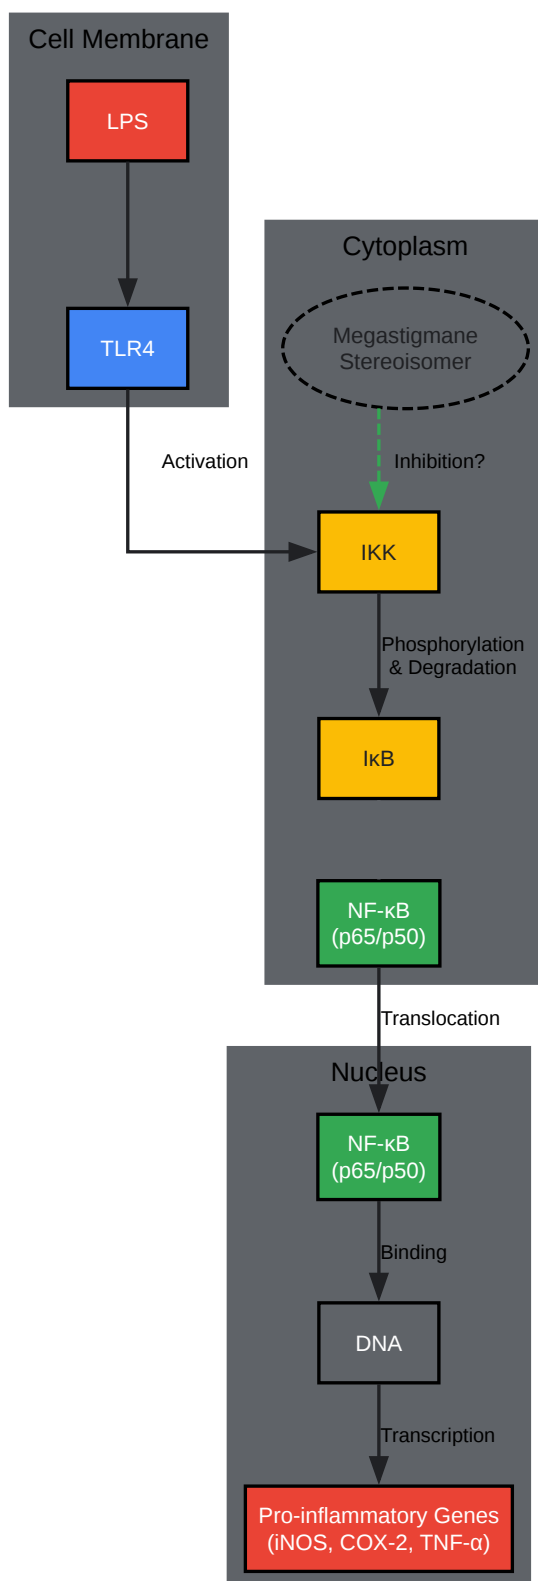 Cell Membrane
LPS
TLR4
Activation
Cytoplasm
Megastigmane
Stereoisomer
Inhibition?
IKK
Phosphorylation
& Degradation
IκB
NF-κB
(p65/p50)
Translocation
Nucleus
NF-κB
(p65/p50)
Binding
DNA
Transcription
Pro-inflammatory Genes
(iNOS, COX-2, TNF-α)